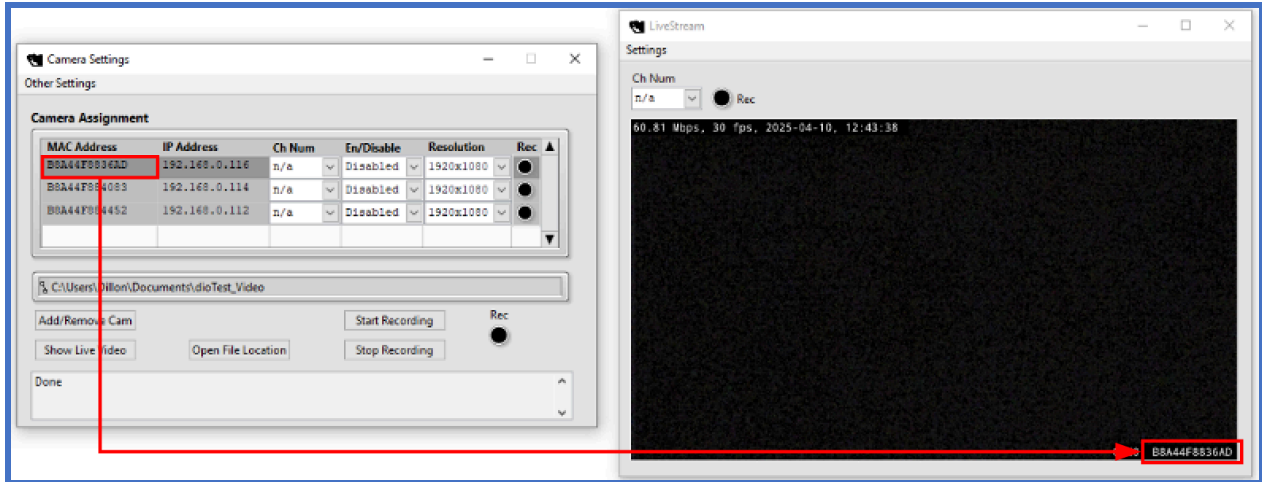 Camera Settings
Other Settings
Camera Assignment
MAC Address IP Address Ch Num En/Disable Resolution Rec
B8A44F8836AD 192.168.0.116 n/a Disabled 1920x1080
192.168.0.114 n/a Disabled 1920x1080
192.168.0.112 n/a Disabled 1920x1080
C:\Users\Dillon\Documents\dioTest_Video
Add/Remove Cam Start Recording Rec
Show Live Video Open File Location Stop Recording
Done
LiveStream
Settings
Ch Num
n/a Rec
60.81 Mbps, 30 fps, 2025-04-10, 12:43:38
B8A44F8836AD